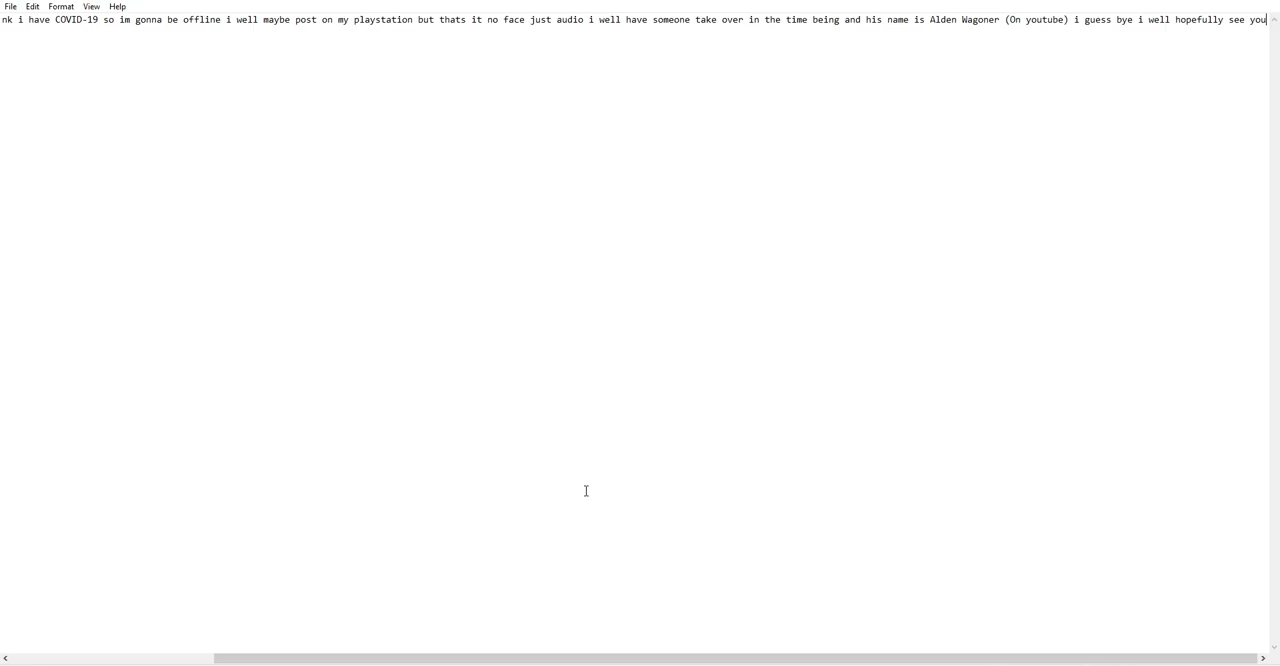 File Edit Format View Help
nk i have COVID-19 so im gonna be offline i well maybe post on my playstation but thats it no face just audio i well have someone take over in the time being and his name is Alden Wagoner (On youtube) i guess bye i well hopefully see you